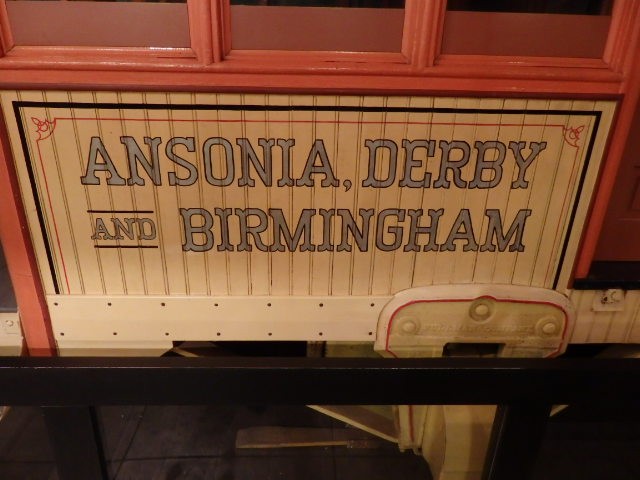 ANSONIA, DERBY
AND BIRMINGHAM